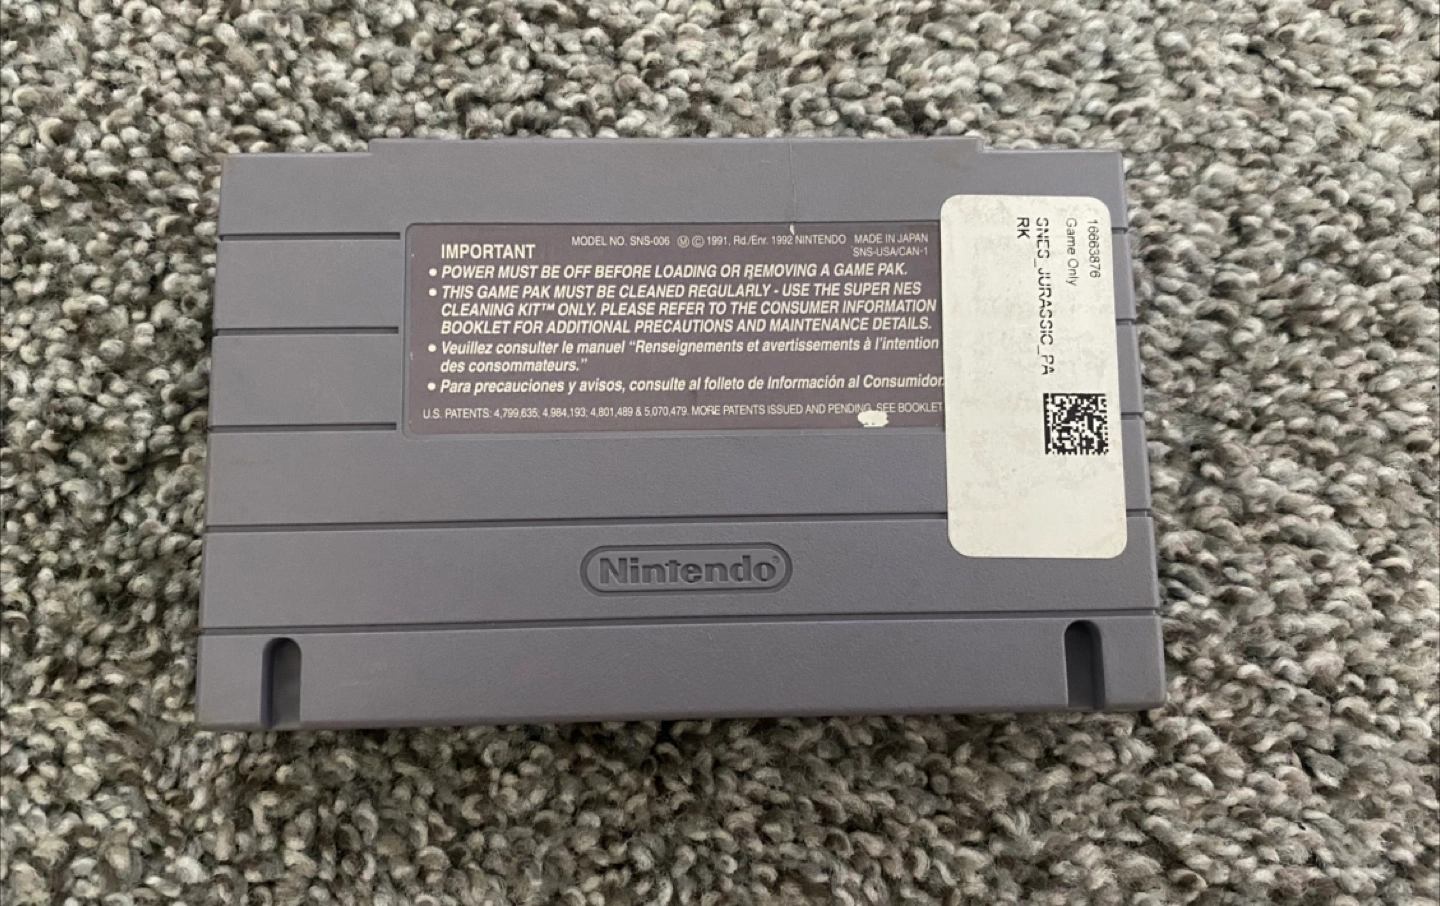 MODEL NO. SNS-006 Ⓜ © 1991, Rd./Enr. 1992 NINTENDO MADE IN JAPAN
IMPORTANT
SNS-USA/CAN-1
• POWER MUST BE OFF BEFORE LOADING OR REMOVING A GAME PAK.
• THIS GAME PAK MUST BE CLEANED REGULARLY - USE THE SUPER NES
CLEANING KIT™ ONLY. PLEASE REFER TO THE CONSUMER INFORMATION
BOOKLET FOR ADDITIONAL PRECAUTIONS AND MAINTENANCE DETAILS.
• Veuillez consulter le manuel “Renseignements et avertissements à l’intention
des consommateurs.”
• Para precauciones y avisos, consulte al folleto de Información al Consumidor.
U.S. PATENTS: 4,799,635; 4,984,193; 4,801,489 & 5,070,479. MORE PATENTS ISSUED AND PENDING, SEE BOOKLET
Nintendo®
16663876
Game Only
SNES_JURASSIC_PA
RK